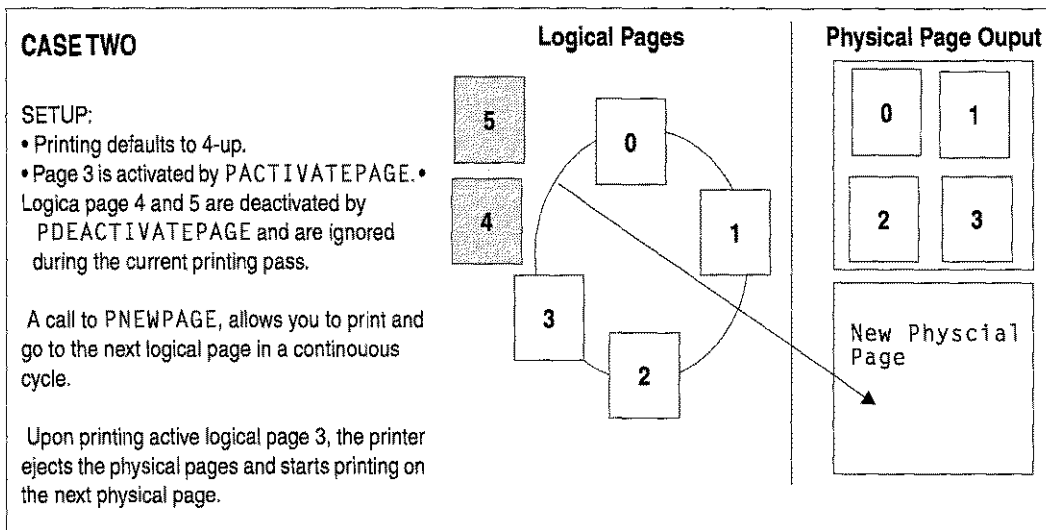 CASE TWO
SETUP:
• Printing defaults to 4-up.
• Page 3 is activated by PACTIVATEPAGE. •
Logica page 4 and 5 are deactivated by
PDEACTIVATEPAGE and are ignored
during the current printing pass.
A call to PNEWPAGE, allows you to print and
go to the next logical page in a continouous
cycle.
Upon printing active logical page 3, the printer
ejects the physical pages and starts printing on
the next physical page.
Logical Pages
5
0
4
1
3
2
Physical Page Ouput
0
1
2
3
New Physcial
Page